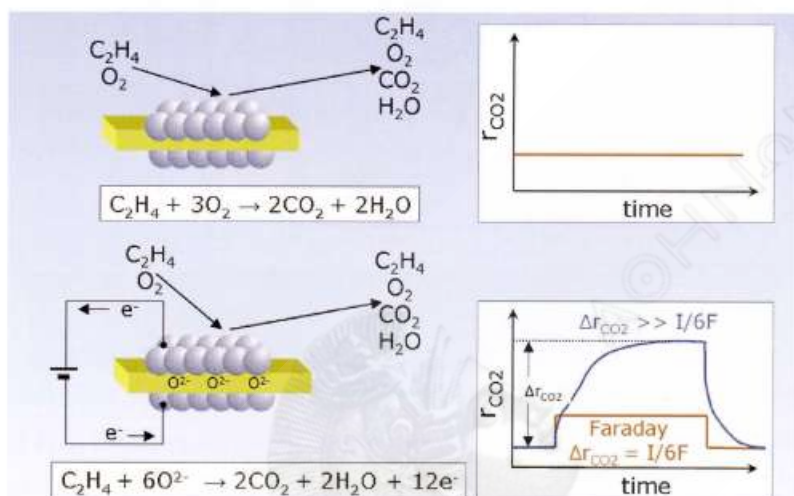 C₂H₄
O₂
C₂H₄
O₂
CO₂
H₂O
C₂H₄ + 3O₂ → 2CO₂ + 2H₂O
rCO2
time
C₂H₄
O₂
C₂H₄
O₂
CO₂
H₂O
e⁻
O²⁻ O²⁻ O²⁻
e⁻
C₂H₄ + 6O²⁻ → 2CO₂ + 2H₂O + 12e⁻
ΔrCO2 >> I/6F
rCO2
ΔrCO2
Faraday
ΔrCO2 = I/6F
time